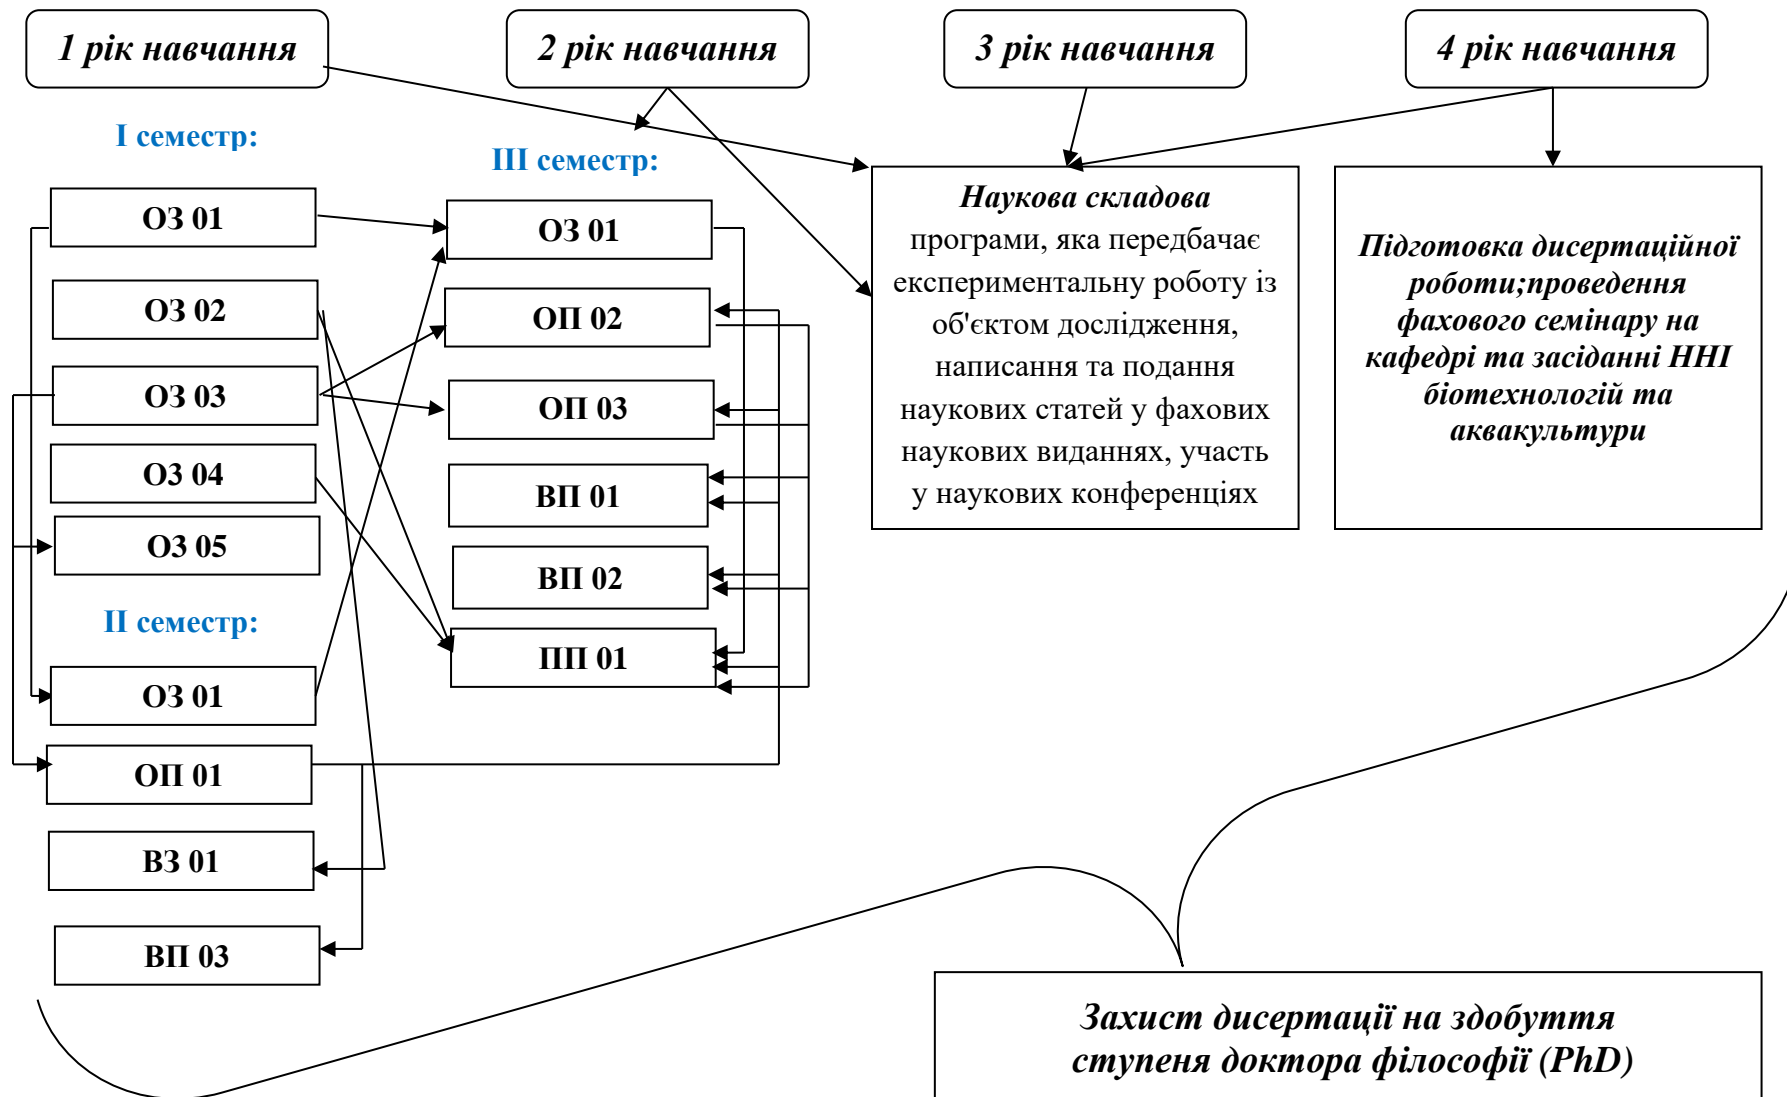 1 рік навчання
2 рік навчання
3 рік навчання
4 рік навчання
І семестр:
ОЗ 01
ОЗ 02
ОЗ 03
ОЗ 04
ОЗ 05
ІІ семестр:
ОЗ 01
ОП 01
ВЗ 01
ВП 03
ІІІ семестр:
ОЗ 01
ОП 02
ОП 03
ВП 01
ВП 02
ПП 01
Наукова складова
програми, яка передбачає
експериментальну роботу із
об'єктом дослідження,
написання та подання
наукових статей у фахових
наукових виданнях, участь
у наукових конференціях
Підготовка дисертаційної
роботи;проведення
фахового семінару на
кафедрі та засіданні ННІ
біотехнологій та
аквакультури
Захист дисертації на здобуття
ступеня доктора філософії (PhD)